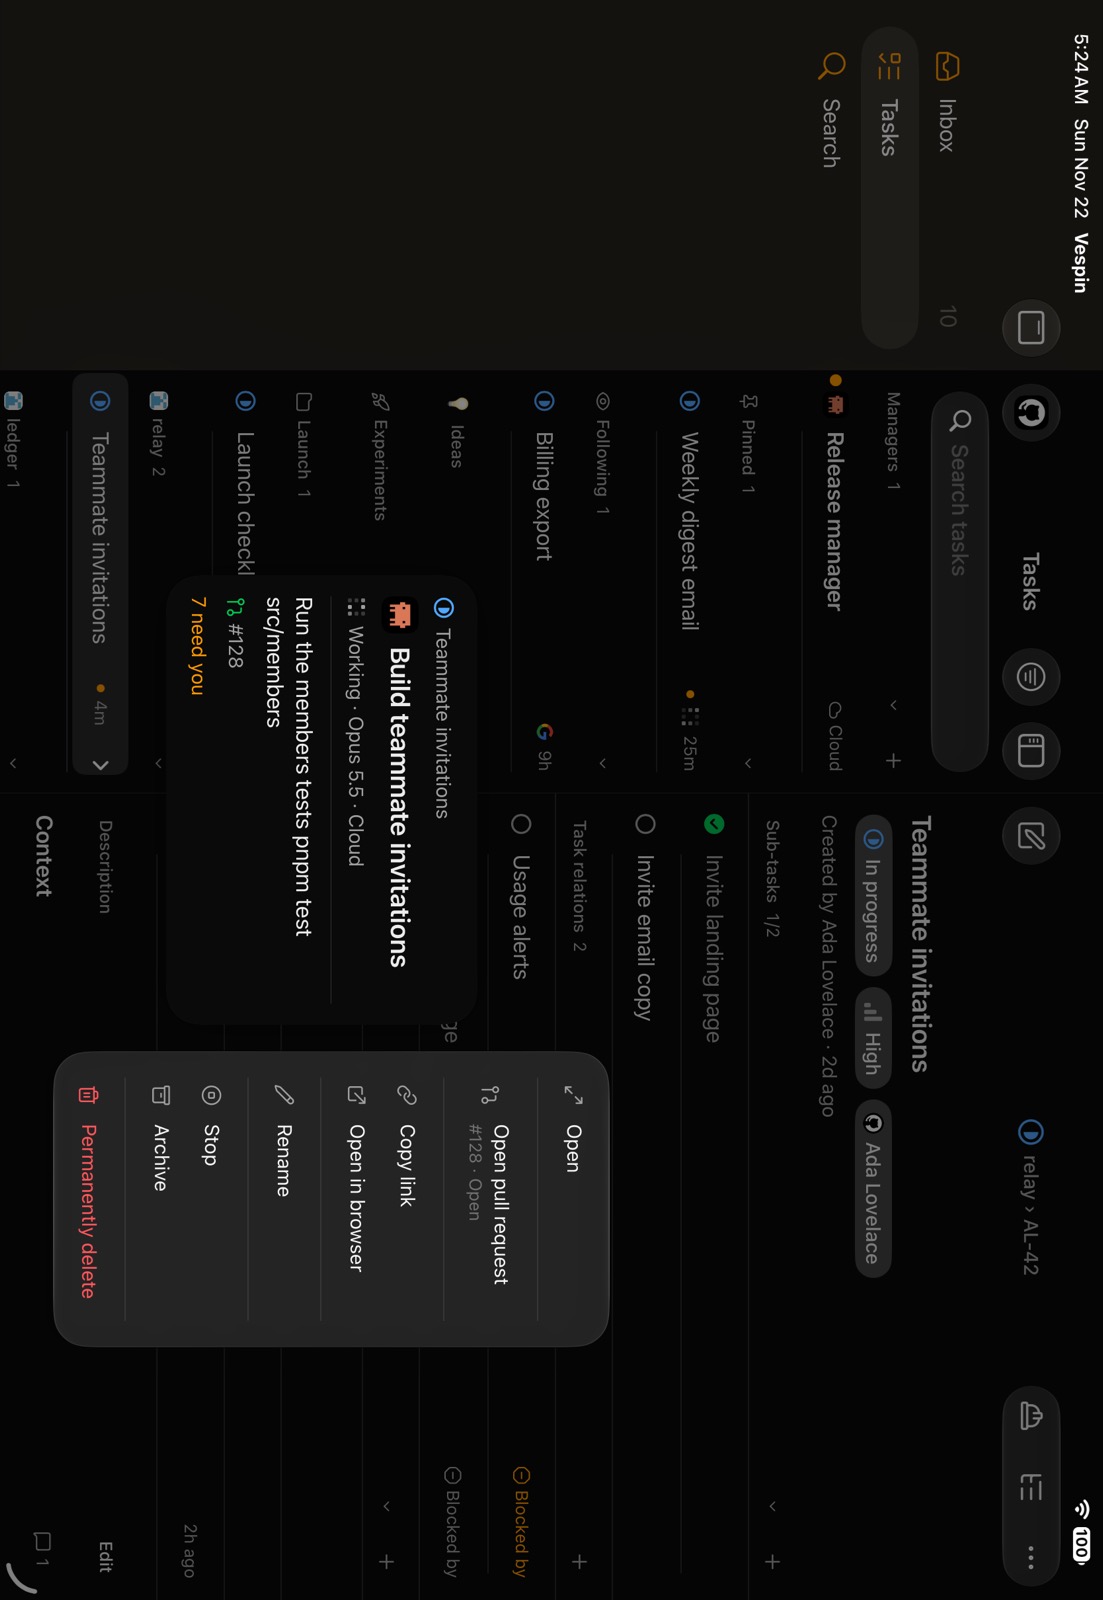 5:24 AM Sun Nov 22 Vespin
100
Inbox 10
Tasks
Search
Tasks
Search tasks
Managers 1
Release manager Cloud
Pinned 1
Weekly digest email 25m
Following 1
Billing export 9h
Ideas
Experiments
Launch 1
Launch checkl
relay 2
Teammate invitations 4m
ledger 1
relay › AL-42
Teammate invitations
In progress High Ada Lovelace
Created by Ada Lovelace · 2d ago
Sub-tasks 1/2
Invite landing page
Invite email copy
Task relations 2
Usage alerts Blocked by
ge Blocked by
2h ago
Description Edit
Context 1
Teammate invitations
Build teammate invitations
Working · Opus 5.5 · Cloud
Run the members tests pnpm test
src/members
#128
7 need you
Open
Open pull request
#128 · Open
Copy link
Open in browser
Rename
Stop
Archive
Permanently delete